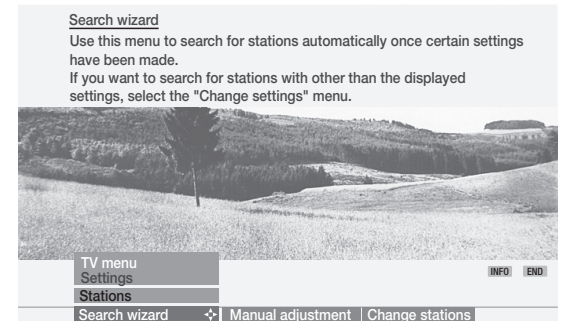 Search wizard
Use this menu to search for stations automatically once certain settings
have been made.
If you want to search for stations with other than the displayed
settings, select the "Change settings" menu.
TV menu
Settings
INFO END
Stations
Search wizard Manual adjustment Change stations